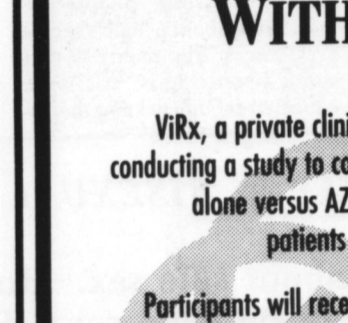 WITH
ViRx, a private clini
conducting a study to co
alone versus AZ
patients
Participants will rece